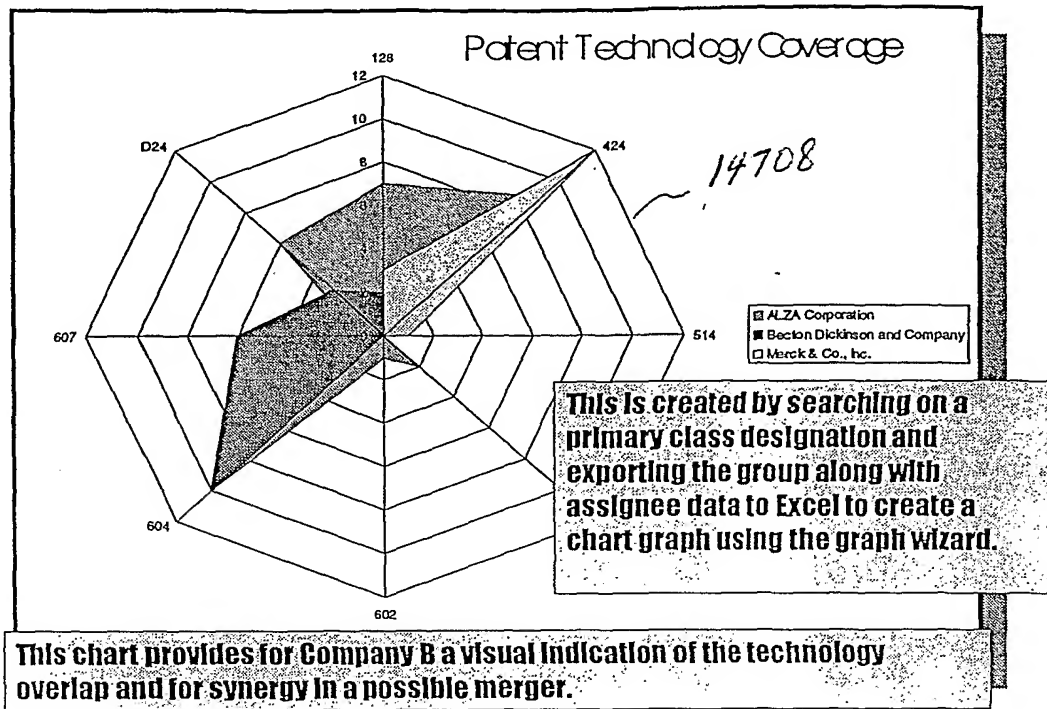 Patent Technology Coverage
128
12
10
8
D24
424
14708
607
514
ALZA Corporation
Becton Dickinson and Company
Merck & Co., Inc.
This is created by searching on a
primary class designation and
exporting the group along with
assignee data to Excel to create a
chart graph using the graph wizard.
604
602
This chart provides for Company B a visual indication of the technology
overlap and for synergy in a possible merger.